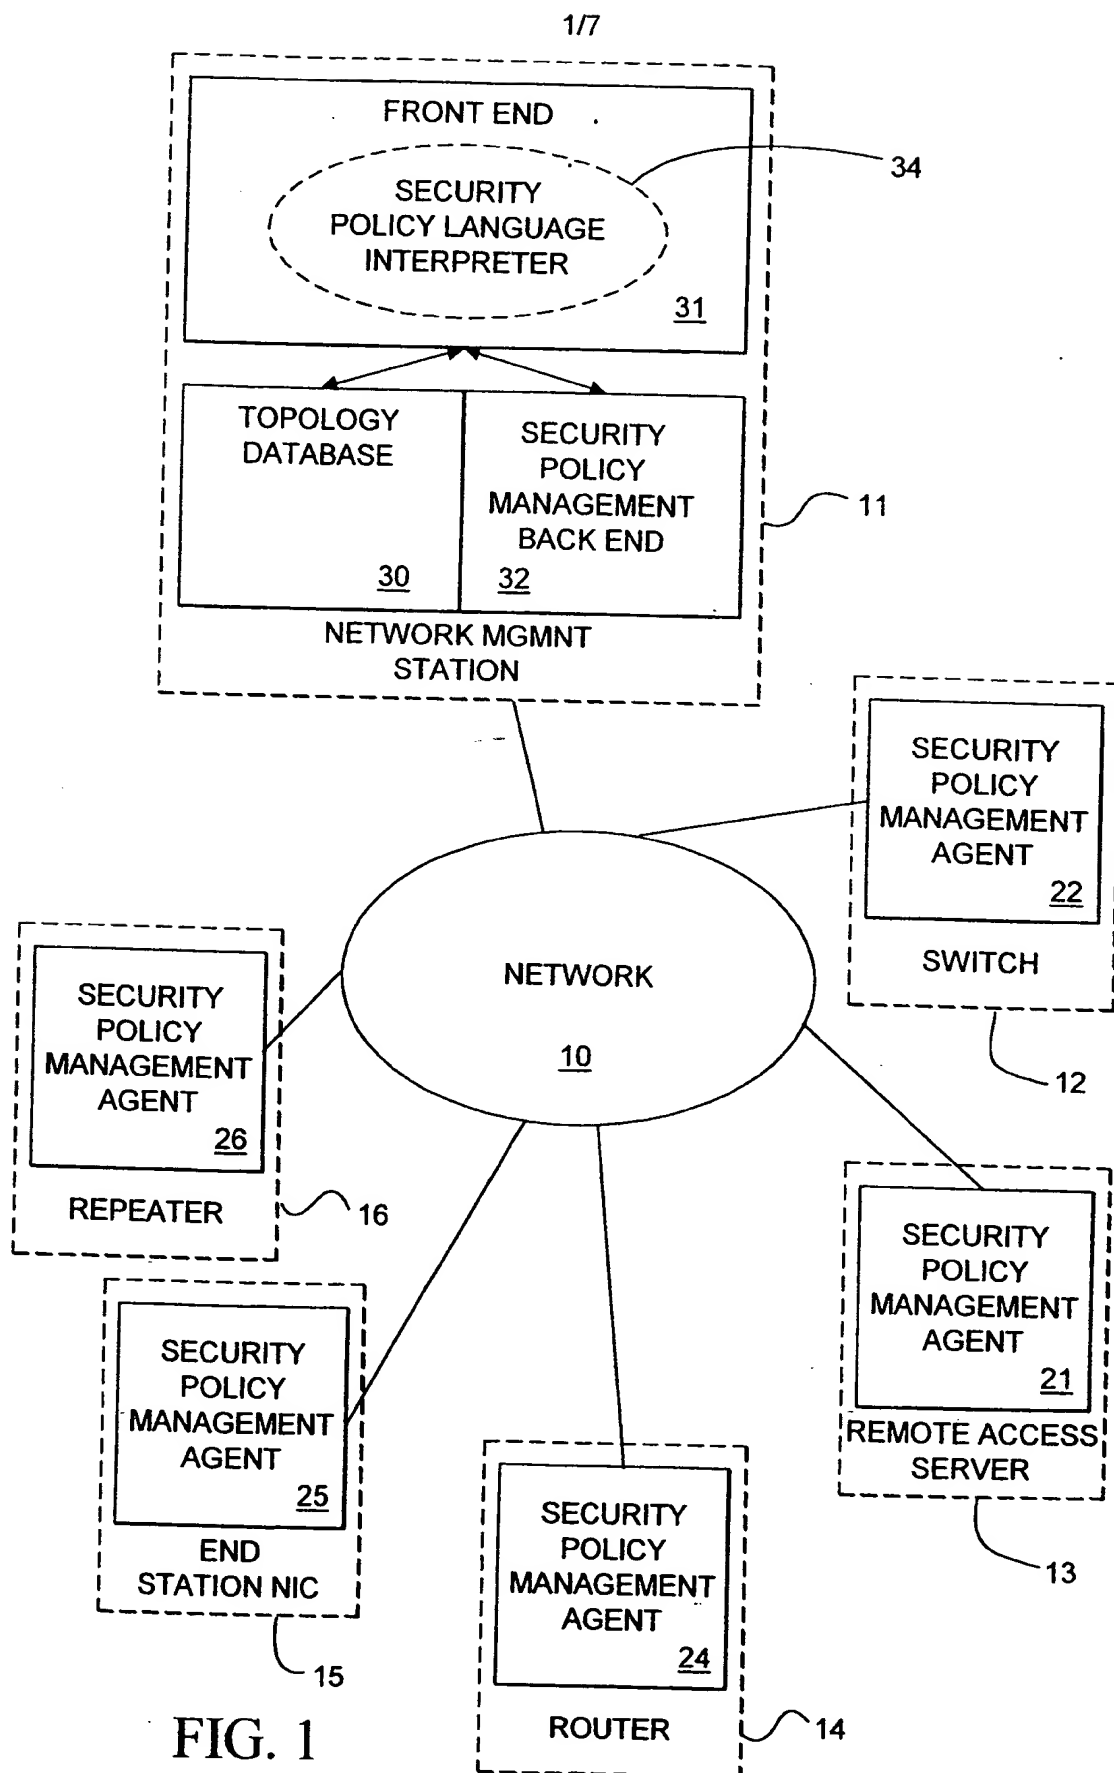 1/7
FRONT END
34
SECURITY
POLICY LANGUAGE
INTERPRETER
31
TOPOLOGY
DATABASE
30
SECURITY
POLICY
MANAGEMENT
BACK END
32
11
NETWORK MGMNT
STATION
SECURITY
POLICY
MANAGEMENT
AGENT
22
SWITCH
12
NETWORK
10
SECURITY
POLICY
MANAGEMENT
AGENT
26
REPEATER
16
SECURITY
POLICY
MANAGEMENT
AGENT
21
REMOTE ACCESS
SERVER
13
SECURITY
POLICY
MANAGEMENT
AGENT
25
END
STATION NIC
15
SECURITY
POLICY
MANAGEMENT
AGENT
24
ROUTER
14
FIG. 1